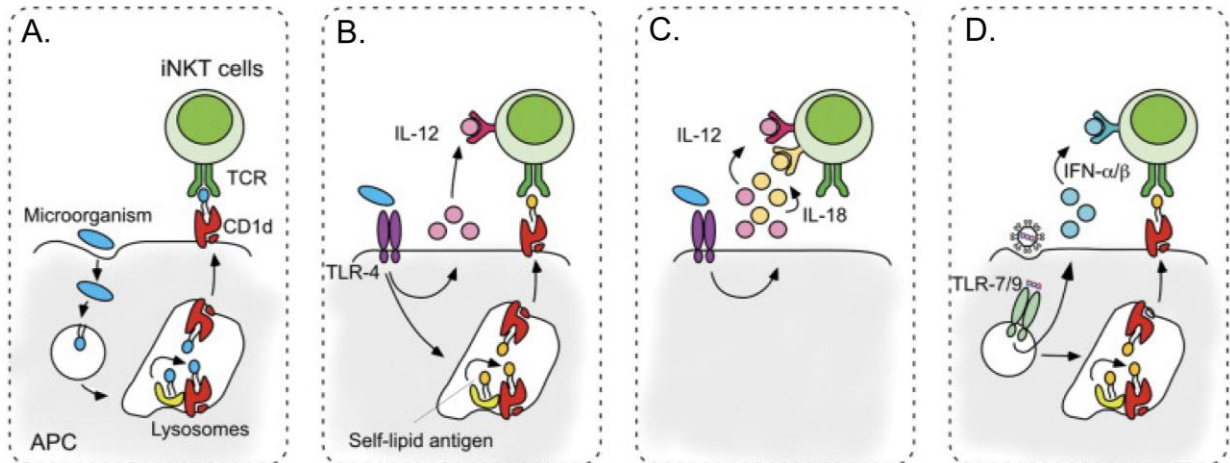 A.
iNKT cells
TCR
Microorganism
CD1d
Lysosomes
APC
B.
IL-12
TLR-4
Self-lipid antigen
C.
IL-12
IL-18
D.
IFN-α/β
TLR-7/9